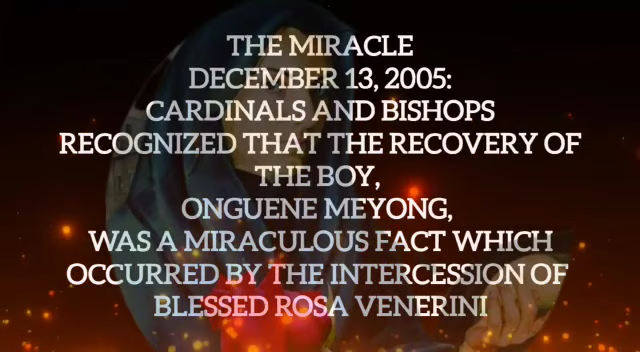 THE MIRACLE
DECEMBER 13, 2005:
CARDINALS AND BISHOPS
RECOGNIZED THAT THE RECOVERY OF
THE BOY,
ONGUENE MEYONG,
WAS A MIRACULOUS FACT WHICH
OCCURRED BY THE INTERCESSION OF
BLESSED ROSA VENERINI